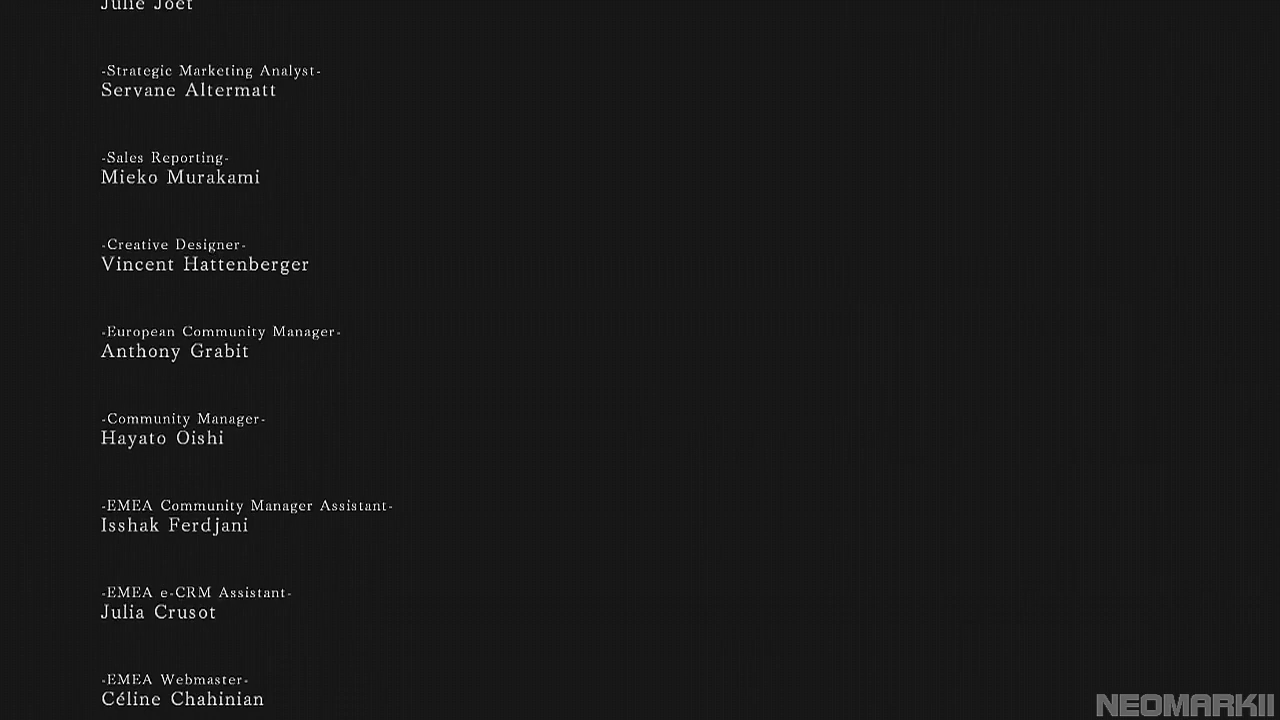 Julie Joet
-Strategic Marketing Analyst-
Servane Altermatt
-Sales Reporting-
Mieko Murakami
-Creative Designer-
Vincent Hattenberger
-European Community Manager-
Anthony Grabit
-Community Manager-
Hayato Oishi
-EMEA Community Manager Assistant-
Isshak Ferdjani
-EMEA e-CRM Assistant-
Julia Crusot
-EMEA Webmaster-
Céline Chahinian
NEOMARKII